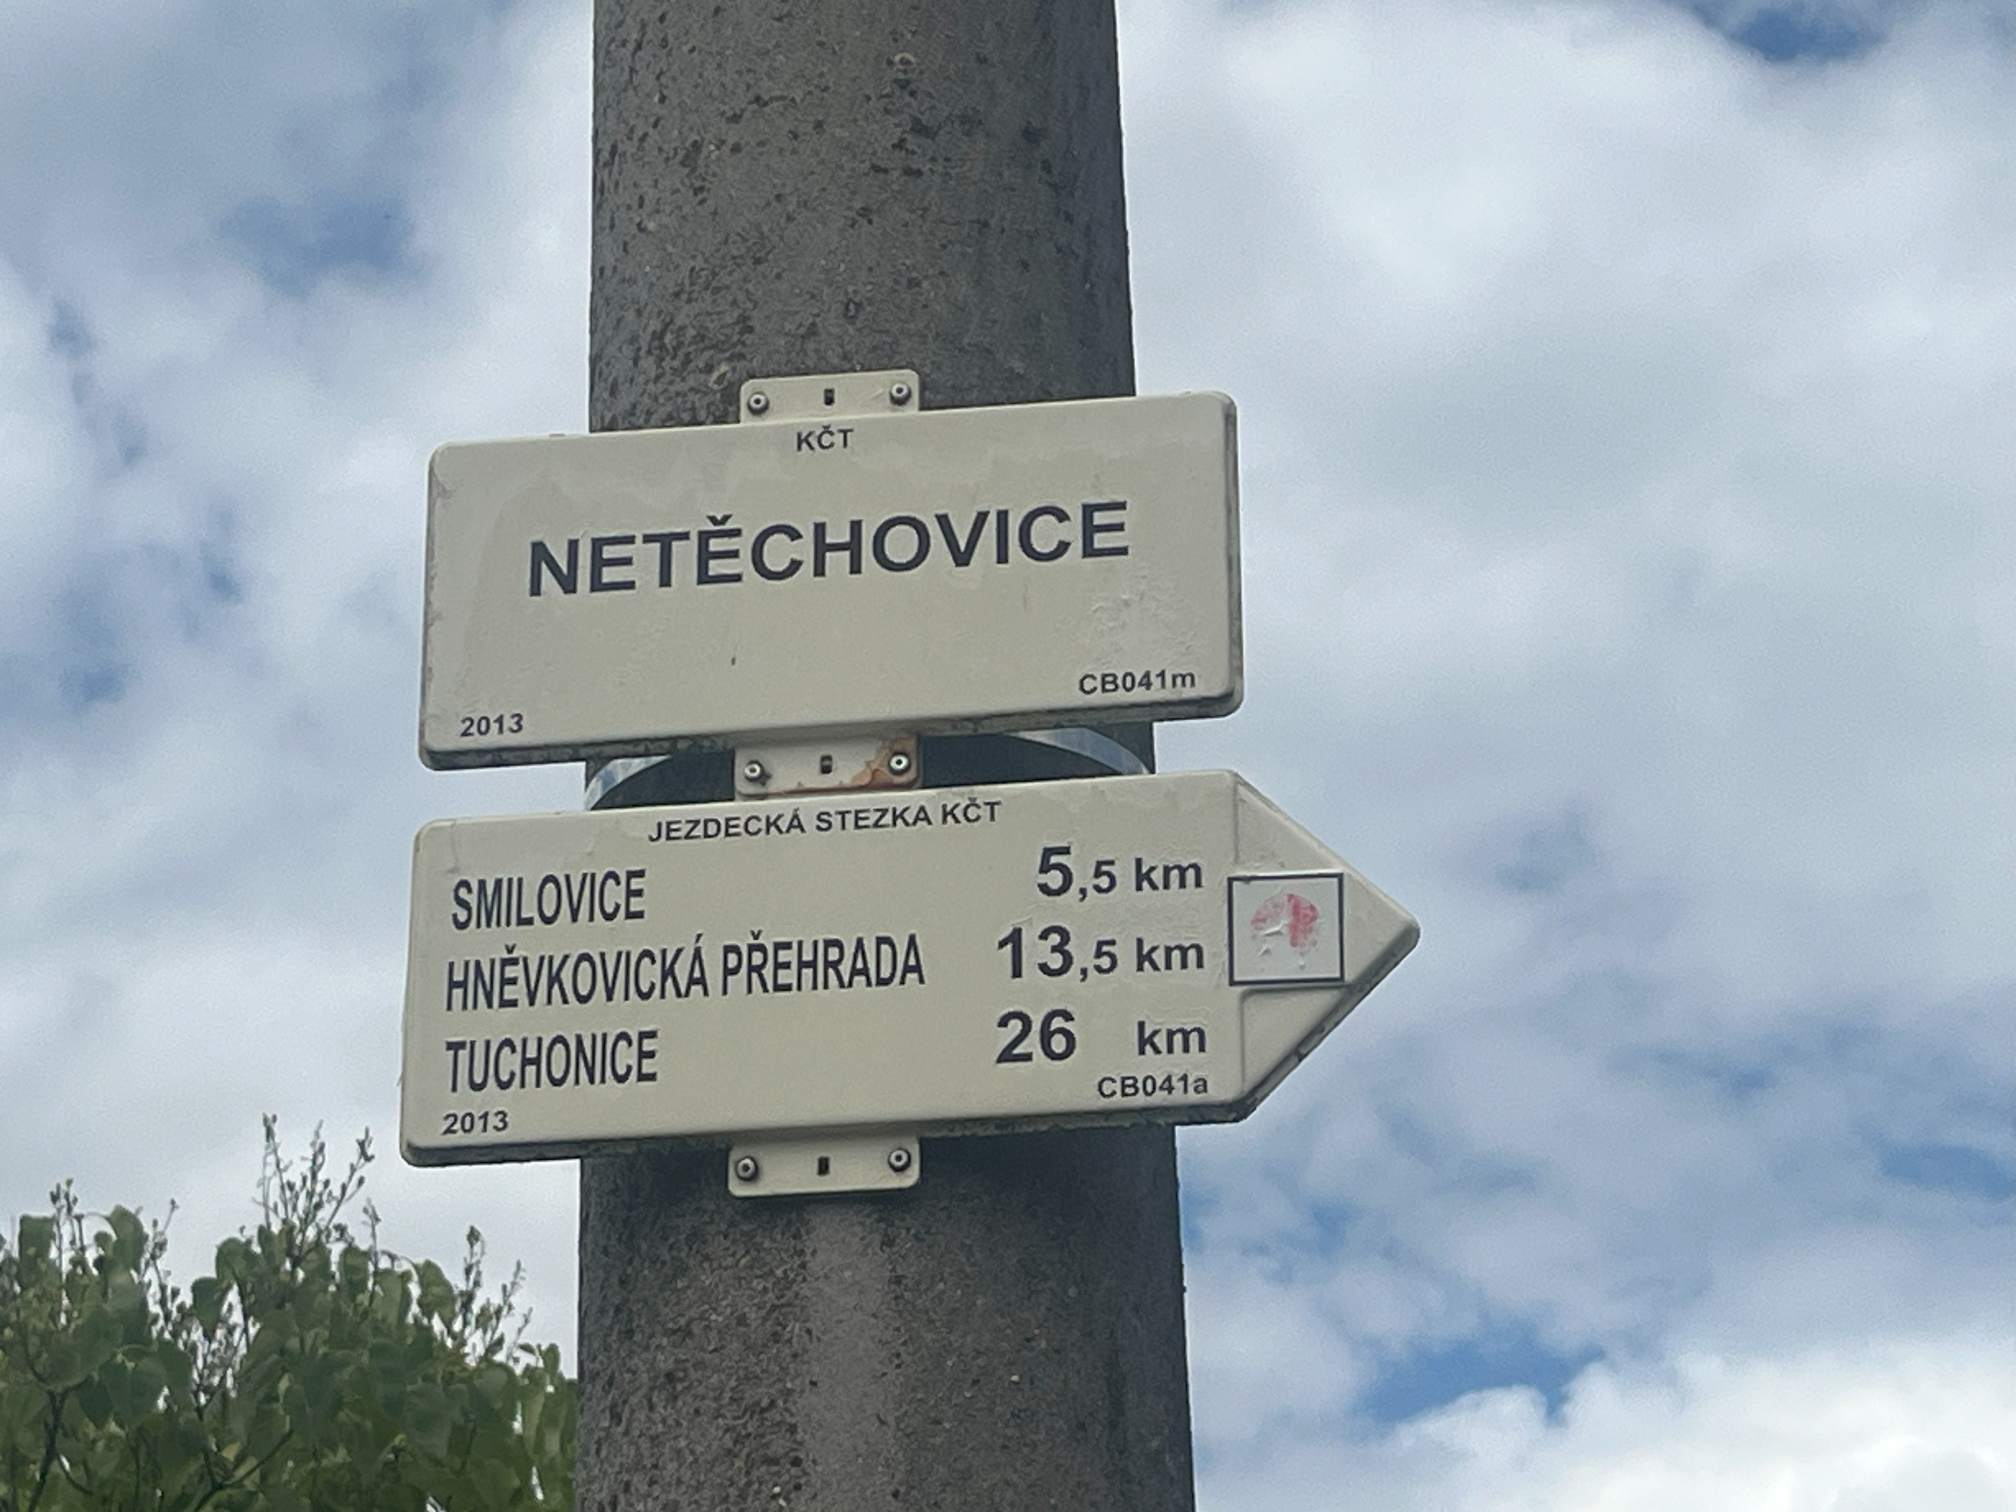 KČT
NETĚCHOVICE
2013 CB041m
JEZDECKÁ STEZKA KČT
SMILOVICE 5,5 km
HNĚVKOVICKÁ PŘEHRADA 13,5 km
TUCHONICE 26 km
2013 CB041a